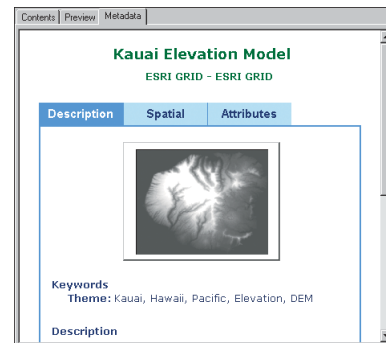 Contents Preview Metadata
Kauai Elevation Model
ESRI GRID - ESRI GRID
Description Spatial Attributes
Keywords
Theme: Kauai, Hawaii, Pacific, Elevation, DEM
Description